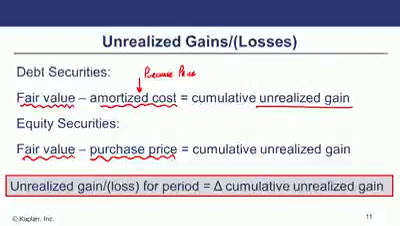 Unrealized Gains/(Losses)
Debt Securities:
Purchase Price
Fair value – amortized cost = cumulative unrealized gain
Equity Securities:
Fair value – purchase price = cumulative unrealized gain
Unrealized gain/(loss) for period = Δ cumulative unrealized gain
© Kaplan, Inc.
11